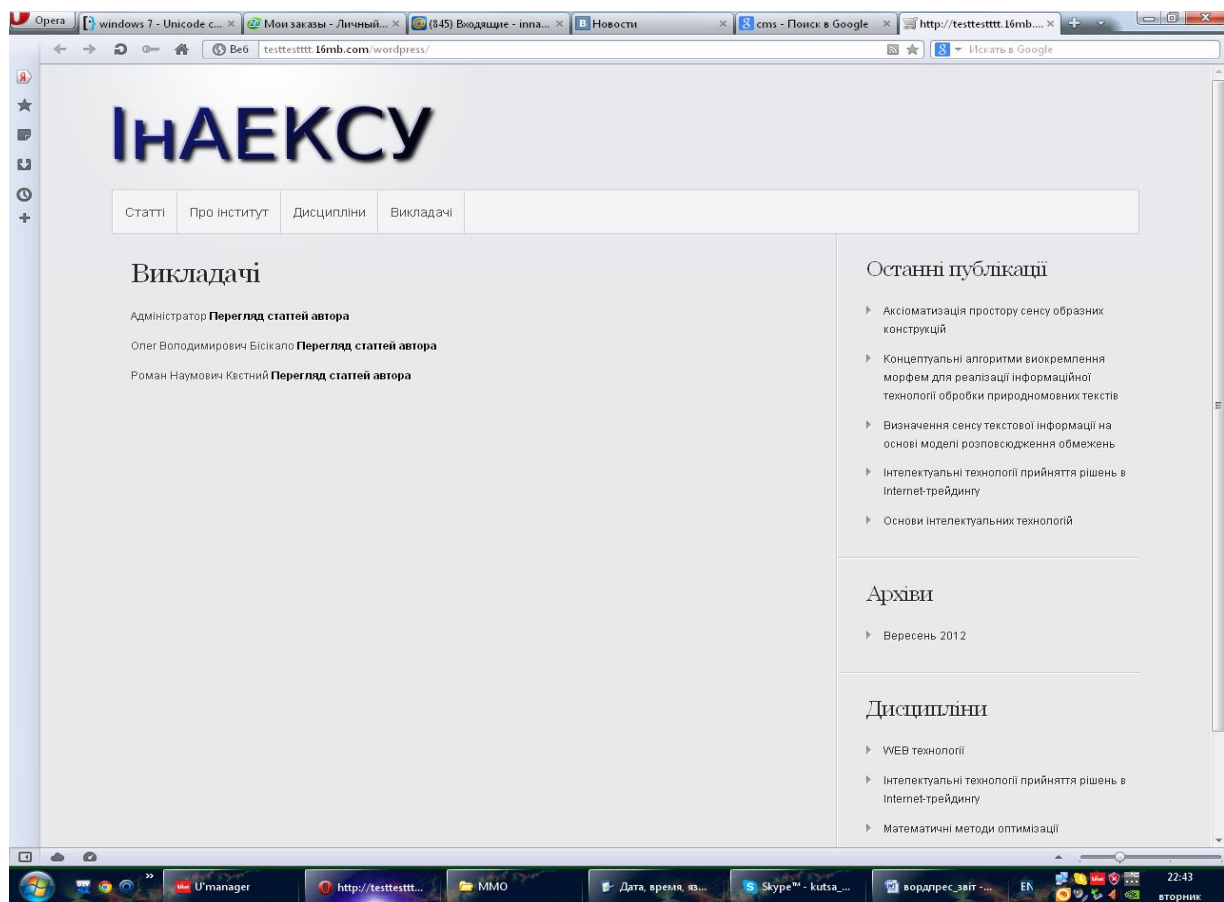 Opera
windows 7 - Unicode c...
Мои заказы - Личный...
(845) Входящие - inna...
Новости
cms - Поиск в Google
http://testtesttt.16mb....
Веб
testtesttt.16mb.com/wordpress/
Искать в Google
ІнАЕКСУ
Статті
Про інститут
Дисципліни
Викладачі
Викладачі
Адміністратор Перегляд статтей автора
Олег Володимирович Бісікало Перегляд статтей автора
Роман Наумович Квєтний Перегляд статтей автора
Останні публікації
Аксіоматизація простору сенсу образних
конструкцій
Концептуальні алгоритми виокремлення
морфем для реалізації інформаційної
технології обробки природномовних текстів
Визначення сенсу текстової інформації на
основі моделі розповсюдження обмежень
Інтелектуальні технології прийняття рішень в
Internet-трейдингу
Основи інтелектуальних технологій
Архіви
Вересень 2012
Дисципліни
WEB технології
Інтелектуальні технології прийняття рішень в
Internet-трейдингу
Математичні методи оптимізації
U'manager
http://testtesttt...
ММО
Дата, время, яз...
Skype™ - kutsa_...
вордпрес_звіт -...
EN
22:43
вторник